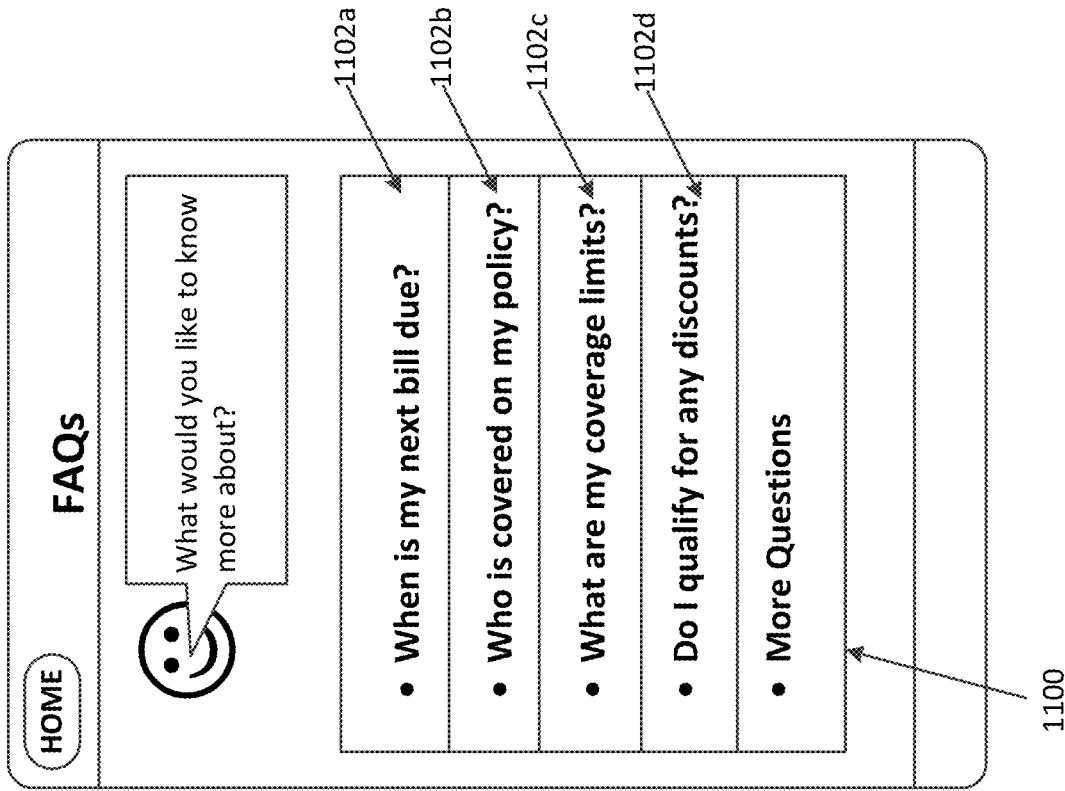 HOME
FAQs
What would you like to know
more about?
• When is my next bill due?
• Who is covered on my policy?
• What are my coverage limits?
• Do I qualify for any discounts?
• More Questions
1102a
1102b
1102c
1102d
1100